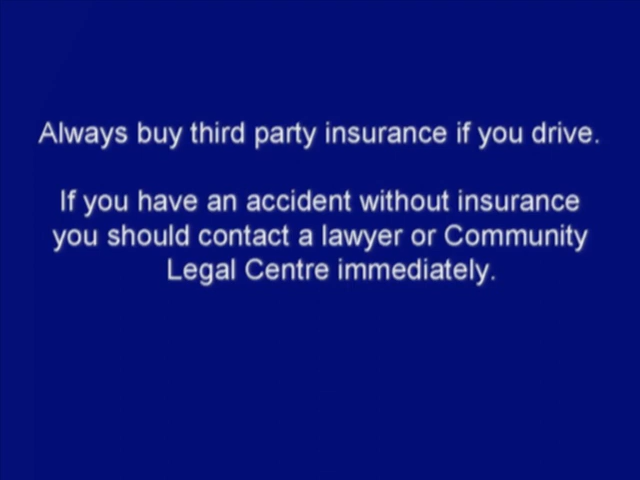 Always buy third party insurance if you drive.
If you have an accident without insurance
you should contact a lawyer or Community
Legal Centre immediately.